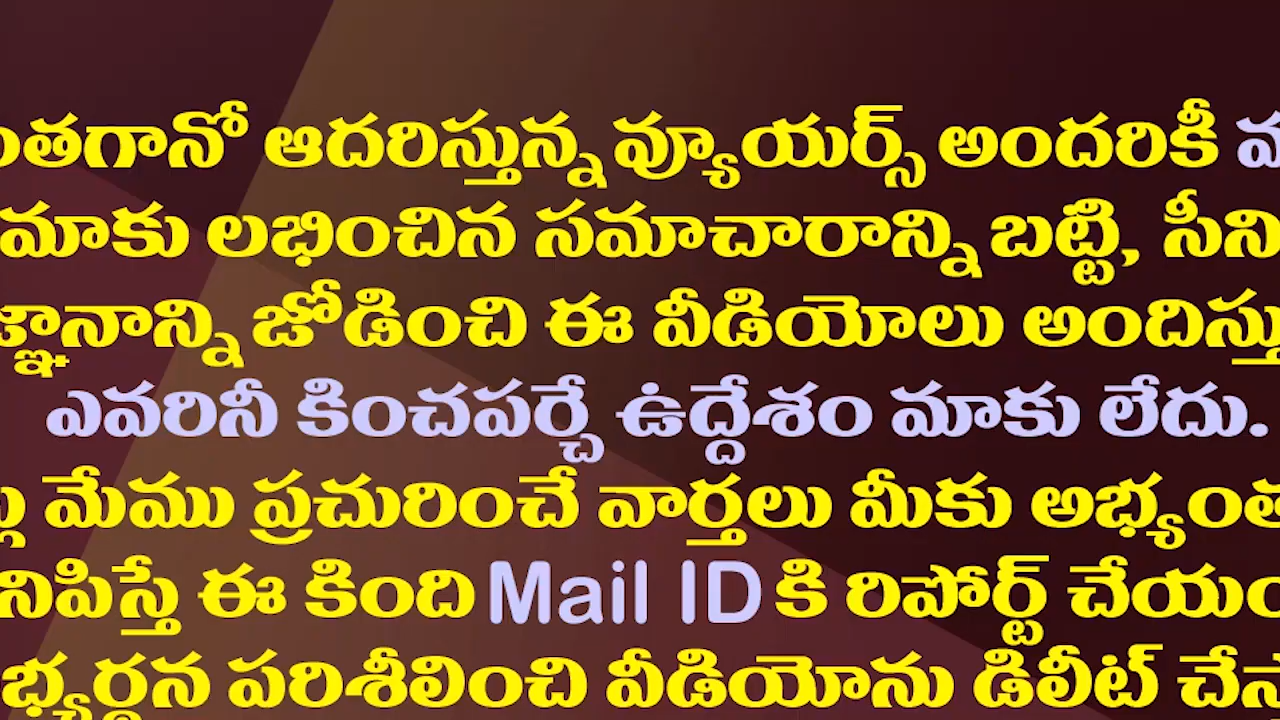 ంతగానో ఆదరిస్తున్న వ్యూయర్స్ అందరికీ
మాకు లభించిన సమాచారాన్ని బట్టి, సీని
జ్ఞానాన్ని జోడించి ఈ వీడియోలు అందిస్తు
ఎవరినీ కించపర్చే ఉద్దేశం మాకు లేదు.
మేము ప్రచురించే వార్తలు మీకు అభ్యంత
నిపిస్తే ఈ కింది Mail ID కి రిపోర్ట్ చేయం
భ్యర్థన పరిశీలించి వీడియోను డిలీట్ చేస